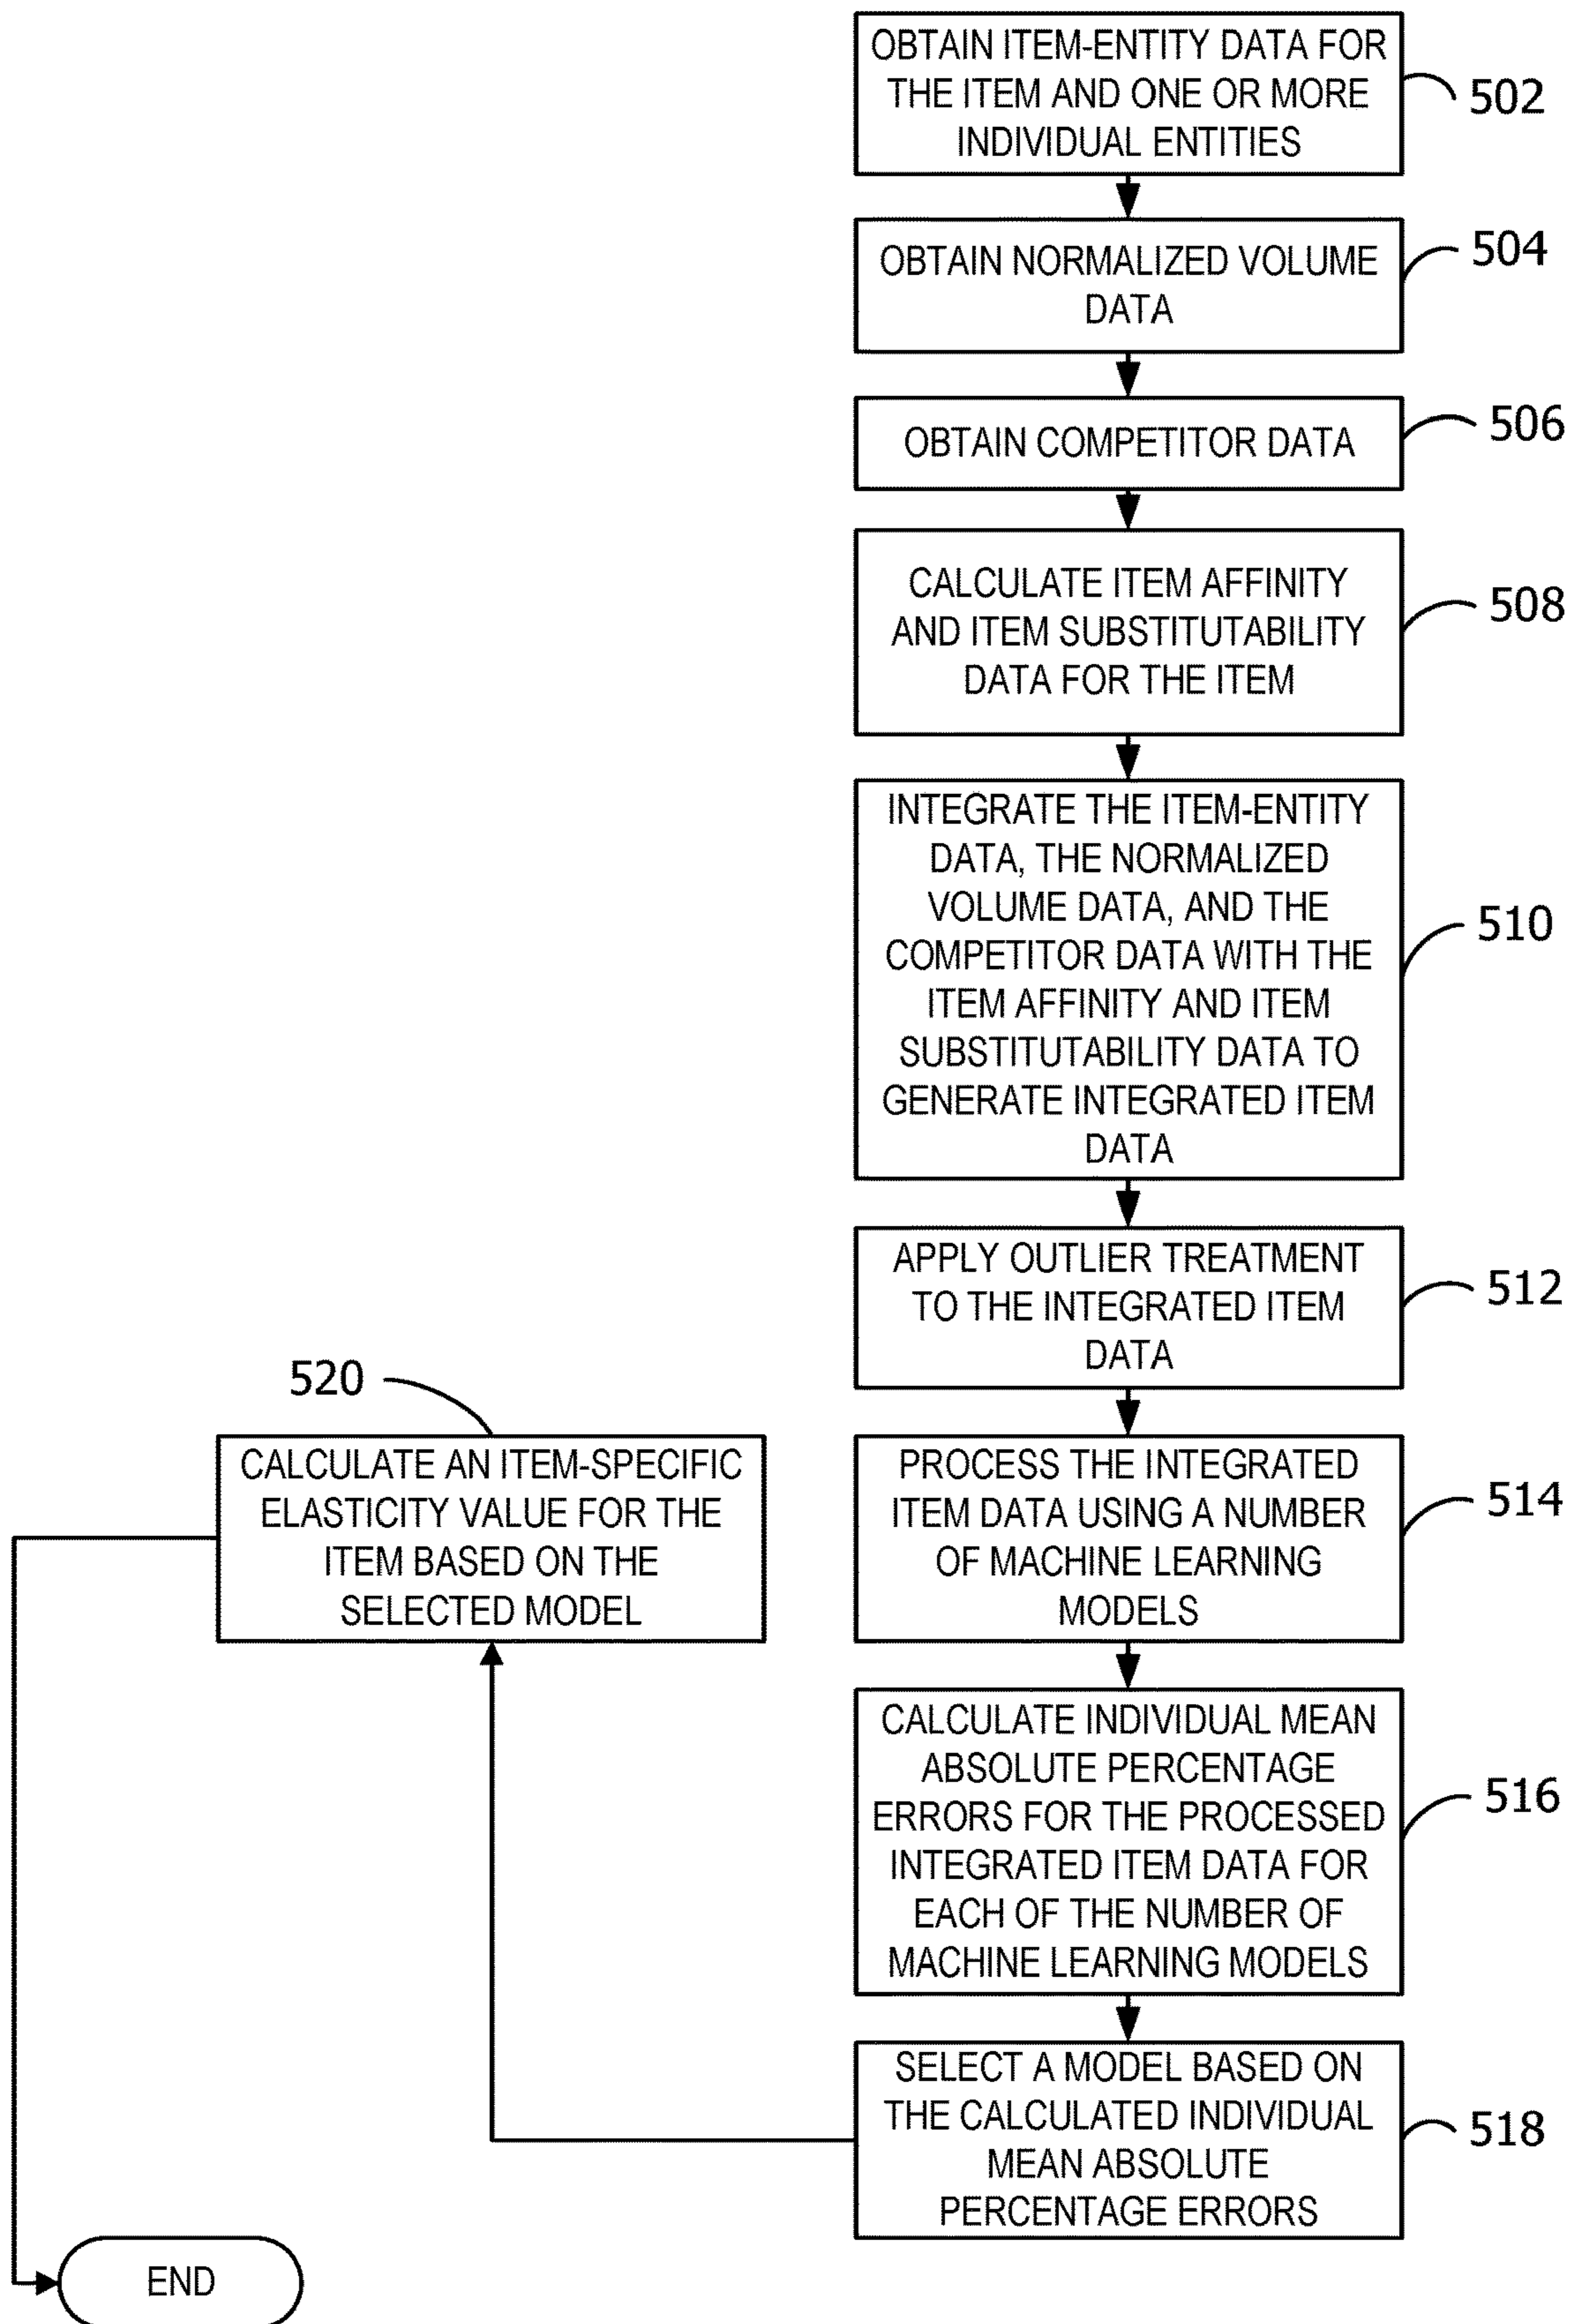 OBTAIN ITEM-ENTITY DATA FOR
THE ITEM AND ONE OR MORE
INDIVIDUAL ENTITIES
502
OBTAIN NORMALIZED VOLUME
DATA
504
OBTAIN COMPETITOR DATA
506
CALCULATE ITEM AFFINITY
AND ITEM SUBSTITUTABILITY
DATA FOR THE ITEM
508
INTEGRATE THE ITEM-ENTITY
DATA, THE NORMALIZED
VOLUME DATA, AND THE
COMPETITOR DATA WITH THE
ITEM AFFINITY AND ITEM
SUBSTITUTABILITY DATA TO
GENERATE INTEGRATED ITEM
DATA
510
APPLY OUTLIER TREATMENT
TO THE INTEGRATED ITEM
DATA
512
PROCESS THE INTEGRATED
ITEM DATA USING A NUMBER
OF MACHINE LEARNING
MODELS
514
CALCULATE INDIVIDUAL MEAN
ABSOLUTE PERCENTAGE
ERRORS FOR THE PROCESSED
INTEGRATED ITEM DATA FOR
EACH OF THE NUMBER OF
MACHINE LEARNING MODELS
516
SELECT A MODEL BASED ON
THE CALCULATED INDIVIDUAL
MEAN ABSOLUTE
PERCENTAGE ERRORS
518
520
CALCULATE AN ITEM-SPECIFIC
ELASTICITY VALUE FOR THE
ITEM BASED ON THE
SELECTED MODEL
END